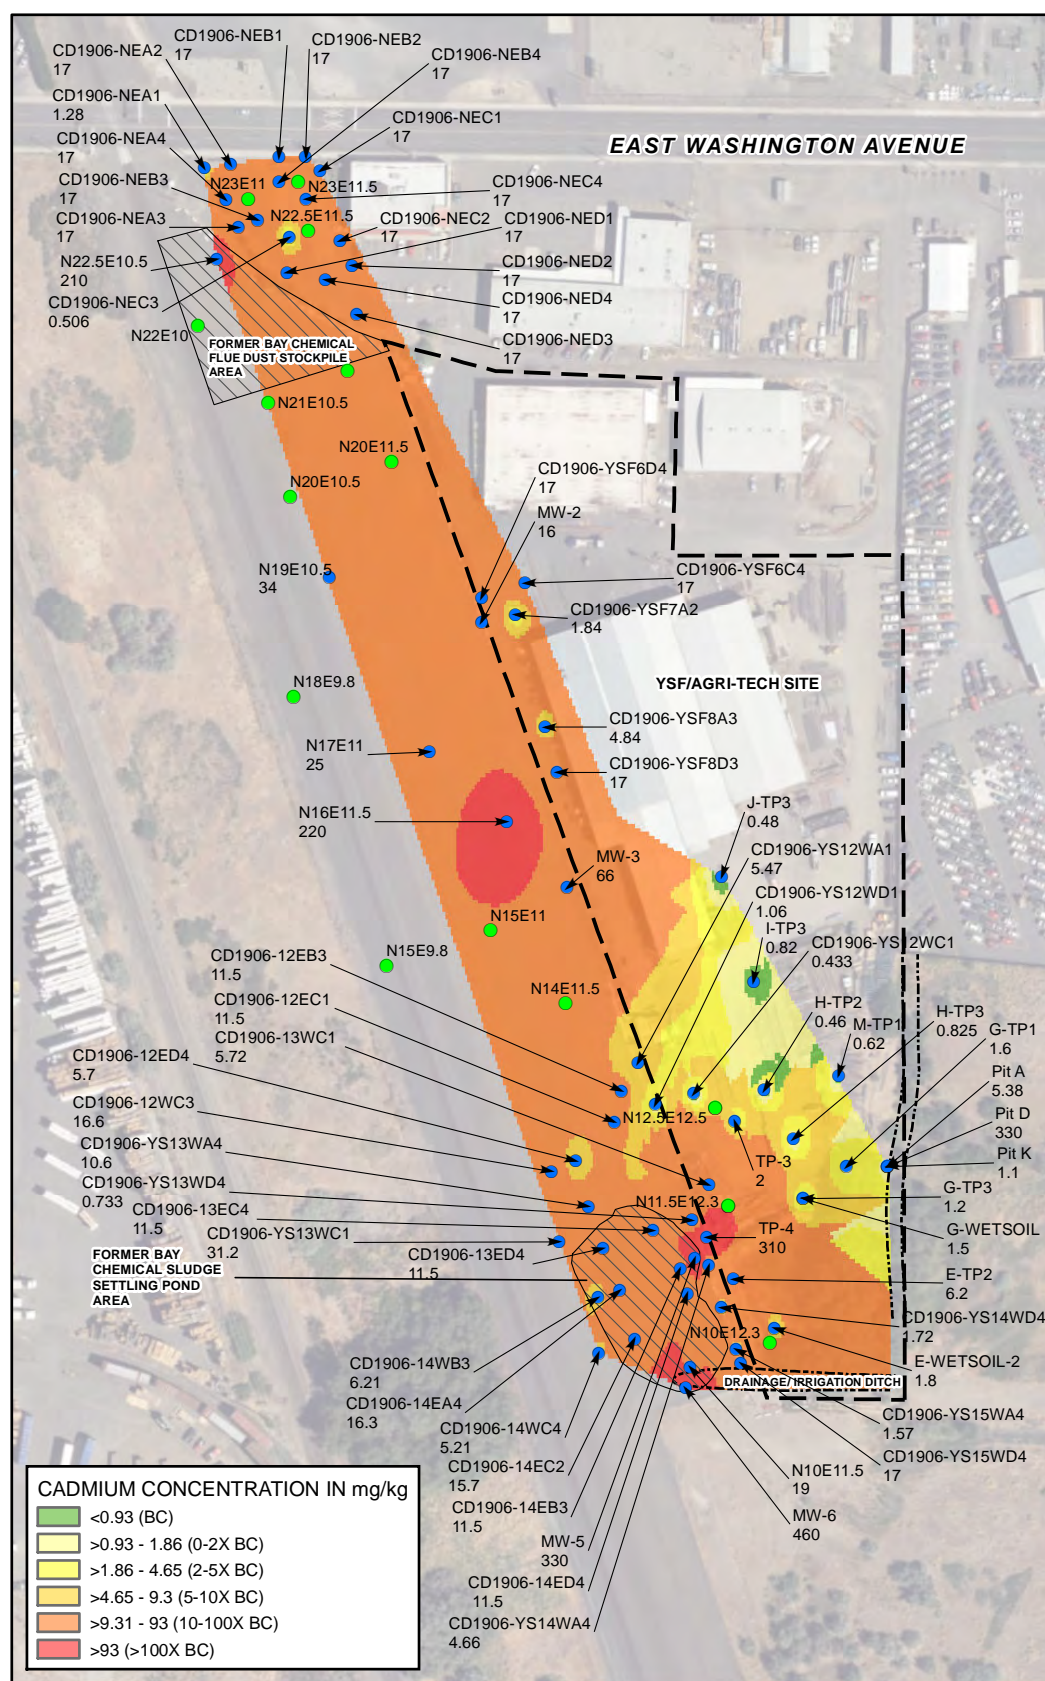 CD1906-NEB1
17
CD1906-NEB2
17
CD1906-NEA2
17
CD1906-NEB4
17
CD1906-NEA1
1.28
CD1906-NEC1
17
CD1906-NEA4
17
EAST WASHINGTON AVENUE
CD1906-NEB3
17
N23E11
N23E11.5
CD1906-NEC4
17
CD1906-NEA3
17
N22.5E11.5
CD1906-NEC2
17
CD1906-NED1
17
N22.5E10.5
210
CD1906-NED2
17
CD1906-NEC3
0.506
CD1906-NED4
17
N22E10
FORMER BAY CHEMICAL
FLUE DUST STOCKPILE
AREA
CD1906-NED3
17
N21E10.5
N20E11.5
CD1906-YSF6D4
17
N20E10.5
MW-2
16
N19E10.5
34
CD1906-YSF6C4
17
CD1906-YSF7A2
1.84
YSF/AGRI-TECH SITE
N18E9.8
CD1906-YSF8A3
4.84
N17E11
25
CD1906-YSF8D3
17
N16E11.5
220
J-TP3
0.48
MW-3
66
CD1906-YS12WA1
5.47
CD1906-YS12WD1
1.06
N15E11
I-TP3
0.82
CD1906-YS12WC1
0.433
N15E9.8
CD1906-12EB3
11.5
N14E11.5
CD1906-12EC1
11.5
H-TP2
0.46
H-TP3
0.825
M-TP1
0.62
G-TP1
1.6
CD1906-13WC1
5.72
CD1906-12ED4
5.7
Pit A
5.38
CD1906-12WC3
16.6
N12.5E12.5
Pit D
330
CD1906-YS13WA4
10.6
TP-3
2
Pit K
1.1
CD1906-YS13WD4
0.733
G-TP3
1.2
CD1906-13EC4
11.5
N11.5E12.3
CD1906-YS13WC1
31.2
TP-4
310
G-WETSOIL
1.5
FORMER BAY
CHEMICAL SLUDGE
SETTLING POND
AREA
CD1906-13ED4
11.5
E-TP2
6.2
CD1906-YS14WD4
1.72
N10E12.3
CD1906-14WB3
6.21
E-WETSOIL-2
1.8
DRAINAGE/IRRIGATION DITCH
CD1906-14EA4
16.3
CD1906-YS15WA4
1.57
CD1906-14WC4
5.21
CD1906-YS15WD4
17
CD1906-14EC2
15.7
N10E11.5
19
CD1906-14EB3
11.5
MW-6
460
MW-5
330
CD1906-14ED4
11.5
CD1906-YS14WA4
4.66
CADMIUM CONCENTRATION IN mg/kg
<0.93 (BC)
>0.93 - 1.86 (0-2X BC)
>1.86 - 4.65 (2-5X BC)
>4.65 - 9.3 (5-10X BC)
>9.31 - 93 (10-100X BC)
>93 (>100X BC)